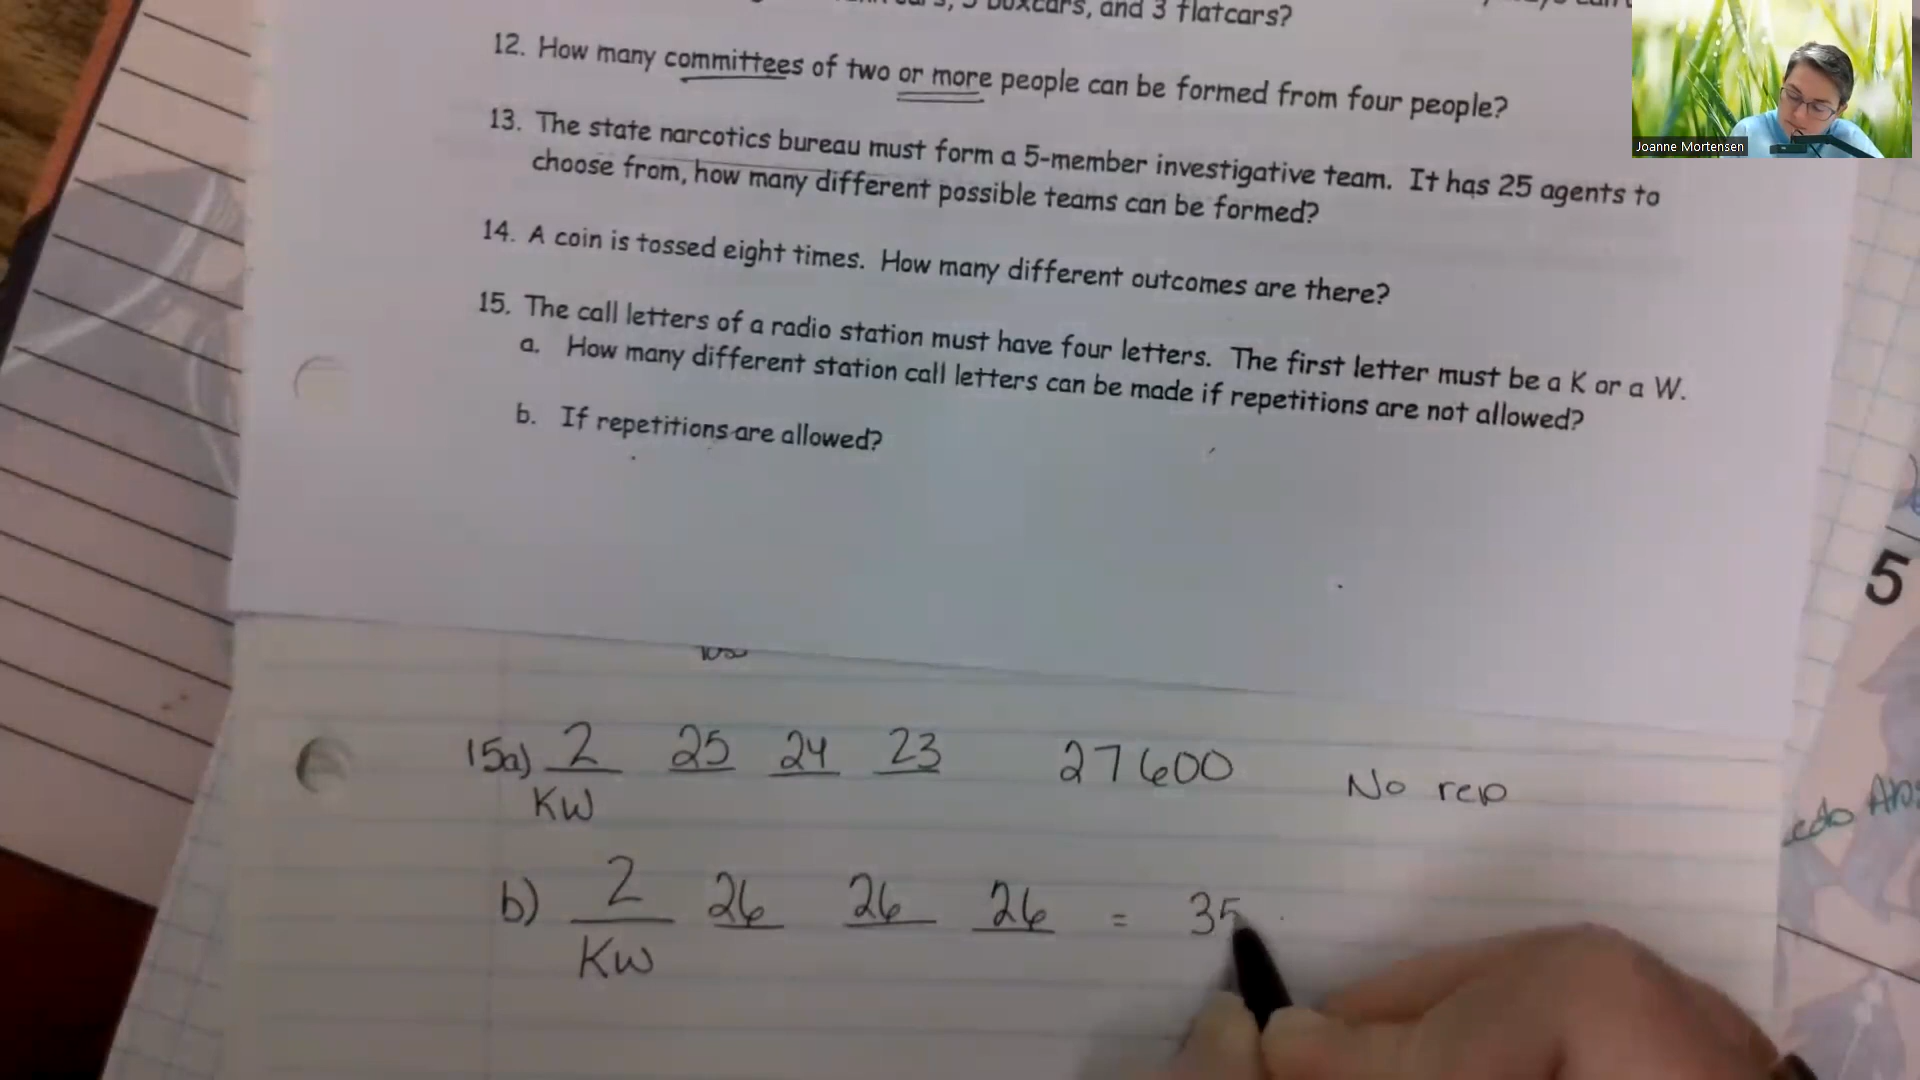 boxcars, and 3 flatcars?
12. How many committees of two or more people can be formed from four people?
13. The state narcotics bureau must form a 5-member investigative team. It has 25 agents to
choose from, how many different possible teams can be formed?
14. A coin is tossed eight times. How many different outcomes are there?
15. The call letters of a radio station must have four letters. The first letter must be a K or a W.
a. How many different station call letters can be made if repetitions are not allowed?
b. If repetitions are allowed?
Joanne Mortensen
5
15a) 2 25 24 23 27600 No rep
KW
b) 2 26 26 26 = 35
KW